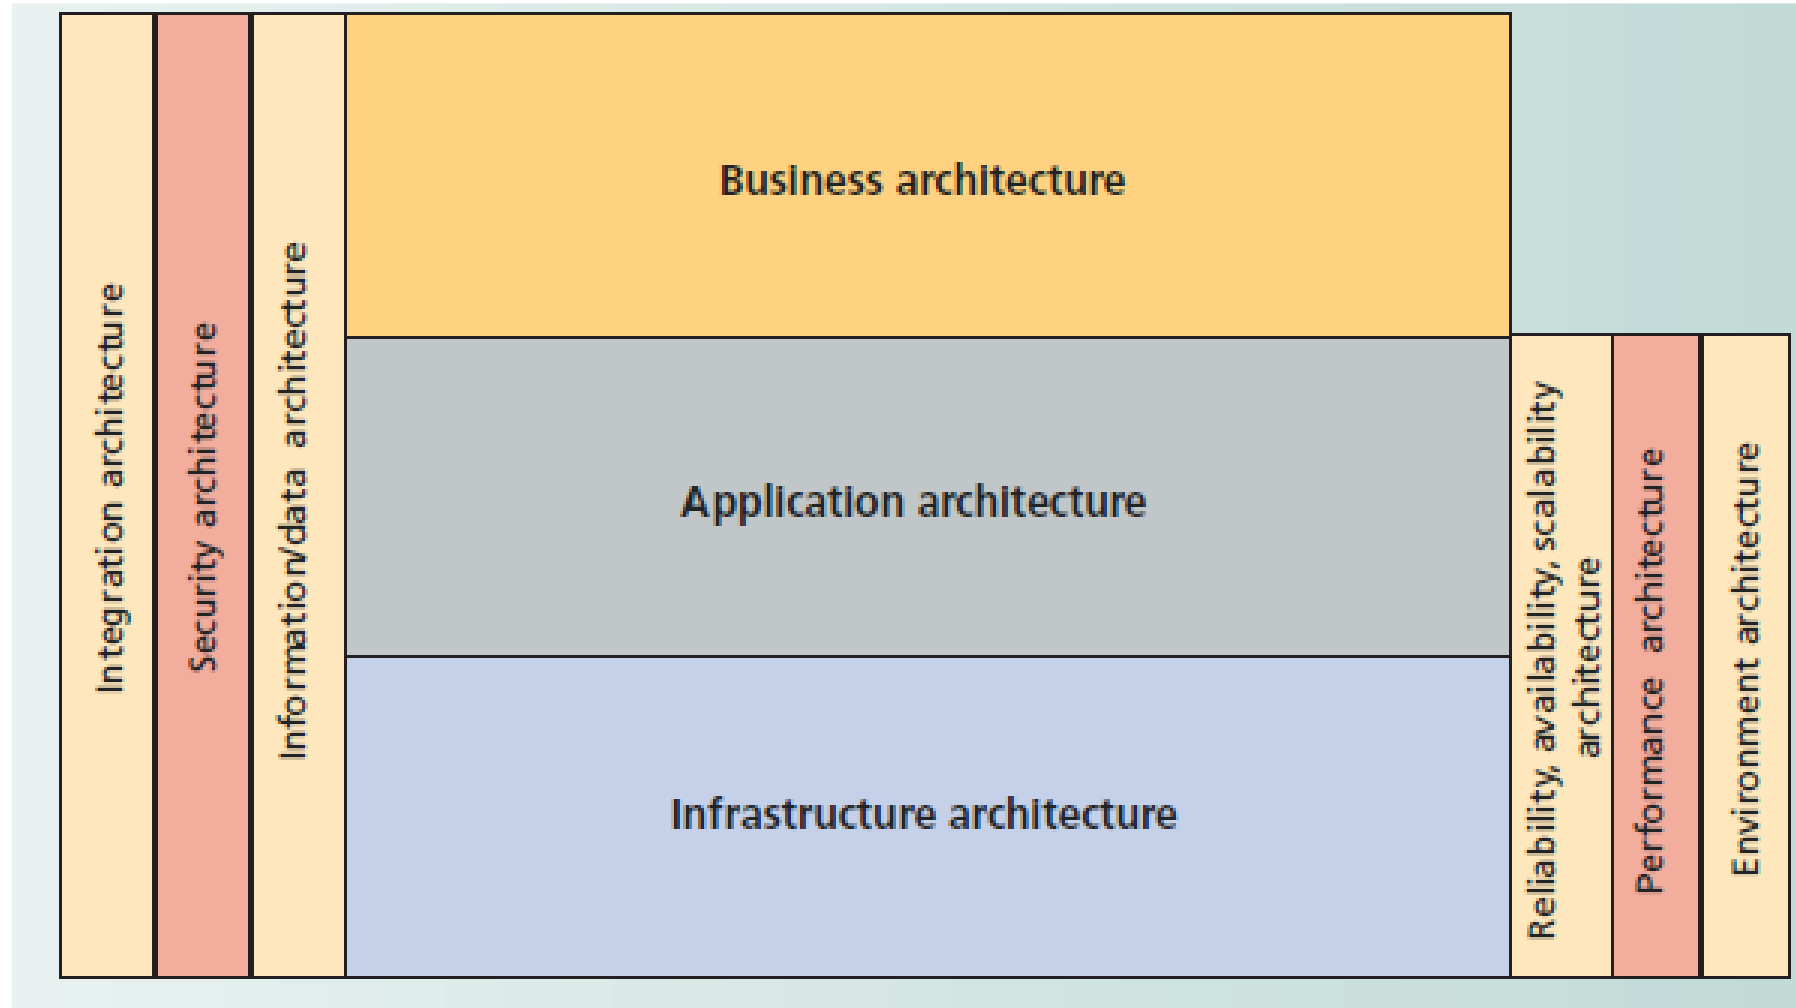 Integration architecture
Security architecture
Information/data architecture
Business architecture
Application architecture
Infrastructure architecture
Reliability, availability, scalability
architecture
Performance architecture
Environment architecture